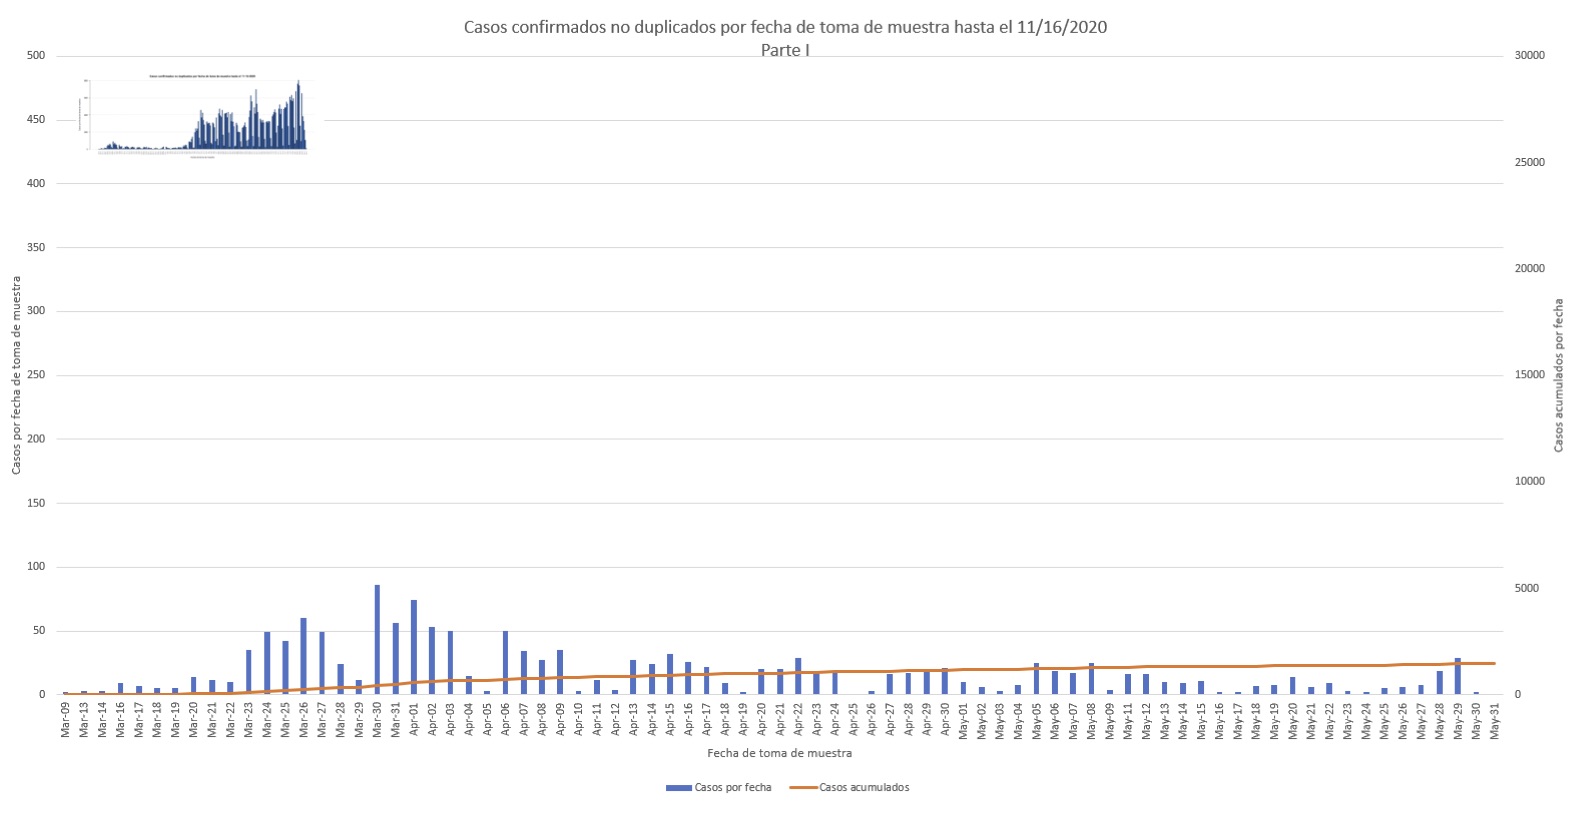 Casos confirmados no duplicados por fecha de toma de muestra hasta el 11/16/2020
Parte I
500
450
400
350
300
250
200
150
100
50
0
30000
25000
20000
15000
10000
5000
0
Casos por fecha de toma de muestra
Casos acumulados por fecha
Mar-09
Mar-13
Mar-14
Mar-16
Mar-17
Mar-18
Mar-19
Mar-20
Mar-21
Mar-22
Mar-23
Mar-24
Mar-25
Mar-26
Mar-27
Mar-28
Mar-29
Mar-30
Mar-31
Apr-01
Apr-02
Apr-03
Apr-04
Apr-05
Apr-06
Apr-07
Apr-08
Apr-09
Apr-10
Apr-11
Apr-12
Apr-13
Apr-14
Apr-15
Apr-16
Apr-17
Apr-18
Apr-19
Apr-20
Apr-21
Apr-22
Apr-23
Apr-24
Apr-25
Apr-26
Apr-27
Apr-28
Apr-29
Apr-30
May-01
May-02
May-03
May-04
May-05
May-06
May-07
May-08
May-09
May-11
May-12
May-13
May-14
May-15
May-16
May-17
May-18
May-19
May-20
May-21
May-22
May-23
May-24
May-25
May-26
May-27
May-28
May-29
May-30
May-31
Fecha de toma de muestra
Casos por fecha
Casos acumulados